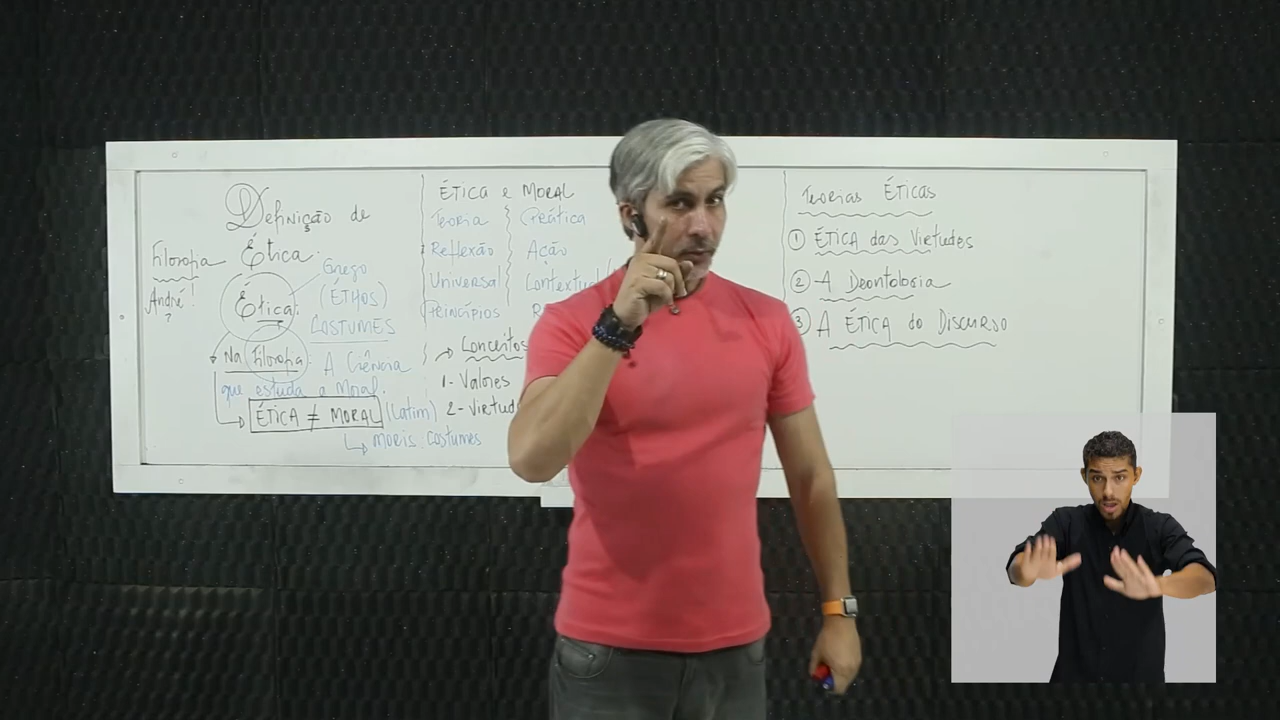 Definição de
Ética.
Filosofia
André!
?
Ética.
Grego
(ÉTHOS)
COSTUMES
Na Filosofia: A Ciência
que estuda a Moral.
ÉTICA ≠ MORAL (Latim)
Moris costumes
ÉTICA e MORAL
Teoria Prática
Reflexão Ação
Universal
Princípios
Conceitos
1- Valores
2- Virtud
Teorias ÉTICAS
1 ÉTICA das Virtudes
2 A Deontologia
3 A ÉTICA do Discurso